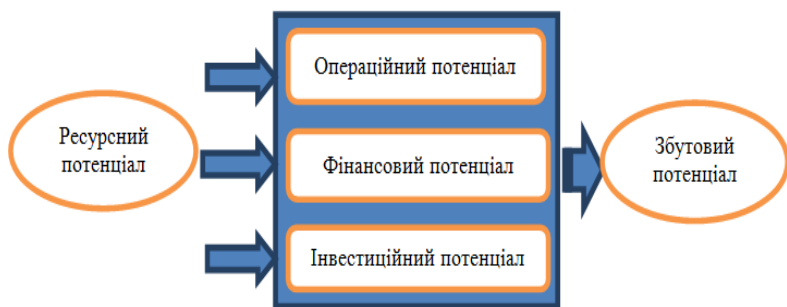 Ресурсний
потенціал
Операційний потенціал
Фінансовий потенціал
Інвестиційний потенціал
Збутовий
потенціал